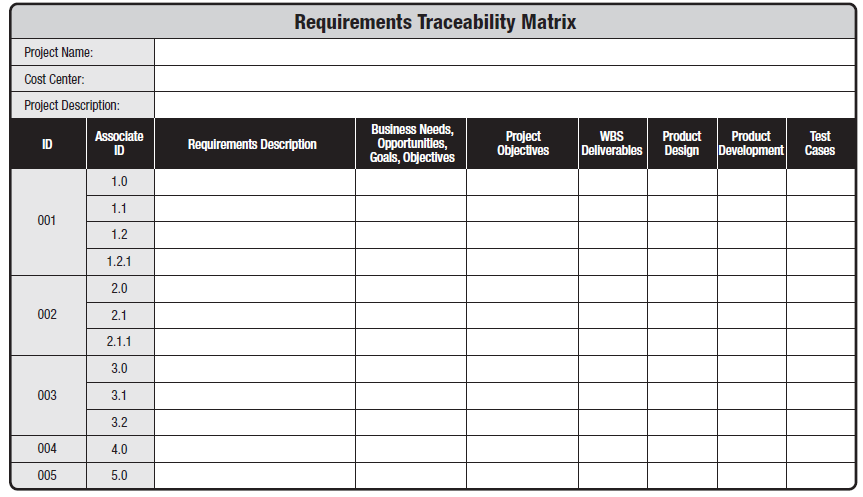 Requirements Traceability Matrix
Project Name:
Cost Center:
Project Description:
ID
Associate
ID
Requirements Description
Business Needs,
Opportunities,
Goals, Objectives
Project
Objectives
WBS
Deliverables
Product
Design
Product
Development
Test
Cases
001
1.0
1.1
1.2
1.2.1
002
2.0
2.1
2.1.1
003
3.0
3.1
3.2
004
4.0
005
5.0